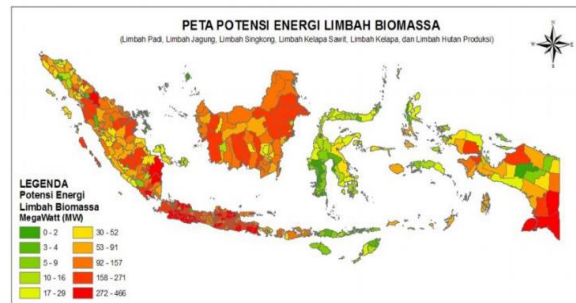 PETA POTENSI ENERGI LIMBAH BIOMASSA
(Limbah Padi, Limbah Jagung, Limbah Singkong, Limbah Kelapa Sawit, Limbah Kelapa, dan Limbah Hutan Produksi)
LEGENDA
Potensi Energi
Limbah Biomassa
MegaWatt (MW)
0 - 2
3 - 4
5 - 9
10 - 16
17 - 29
30 - 52
53 - 91
92 - 157
158 - 271
272 - 466